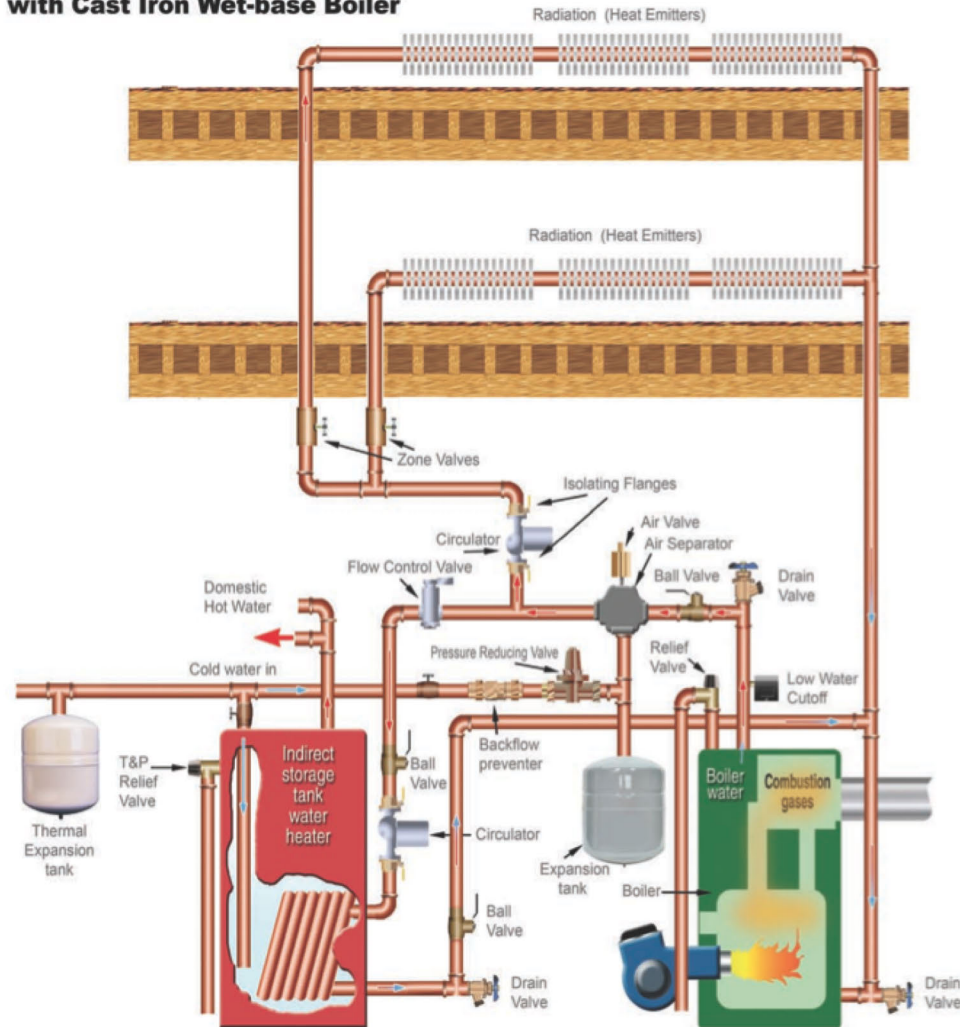 with Cast Iron Wet-base Boiler
Radiation (Heat Emitters)
Radiation (Heat Emitters)
Zone Valves
Isolating Flanges
Air Valve
Circulator
Air Separator
Flow Control Valve
Ball Valve
Drain
Valve
Domestic
Hot Water
Pressure Reducing Valve
Relief
Valve
Cold water in
Low Water
Cutoff
T&P
Relief
Valve
Indirect
storage
tank
water
heater
Ball
Valve
Backflow
preventer
Boiler
water
Combustion
gases
Thermal
Expansion
tank
Circulator
Expansion
tank
Boiler
Ball
Valve
Drain
Valve
Drain
Valve